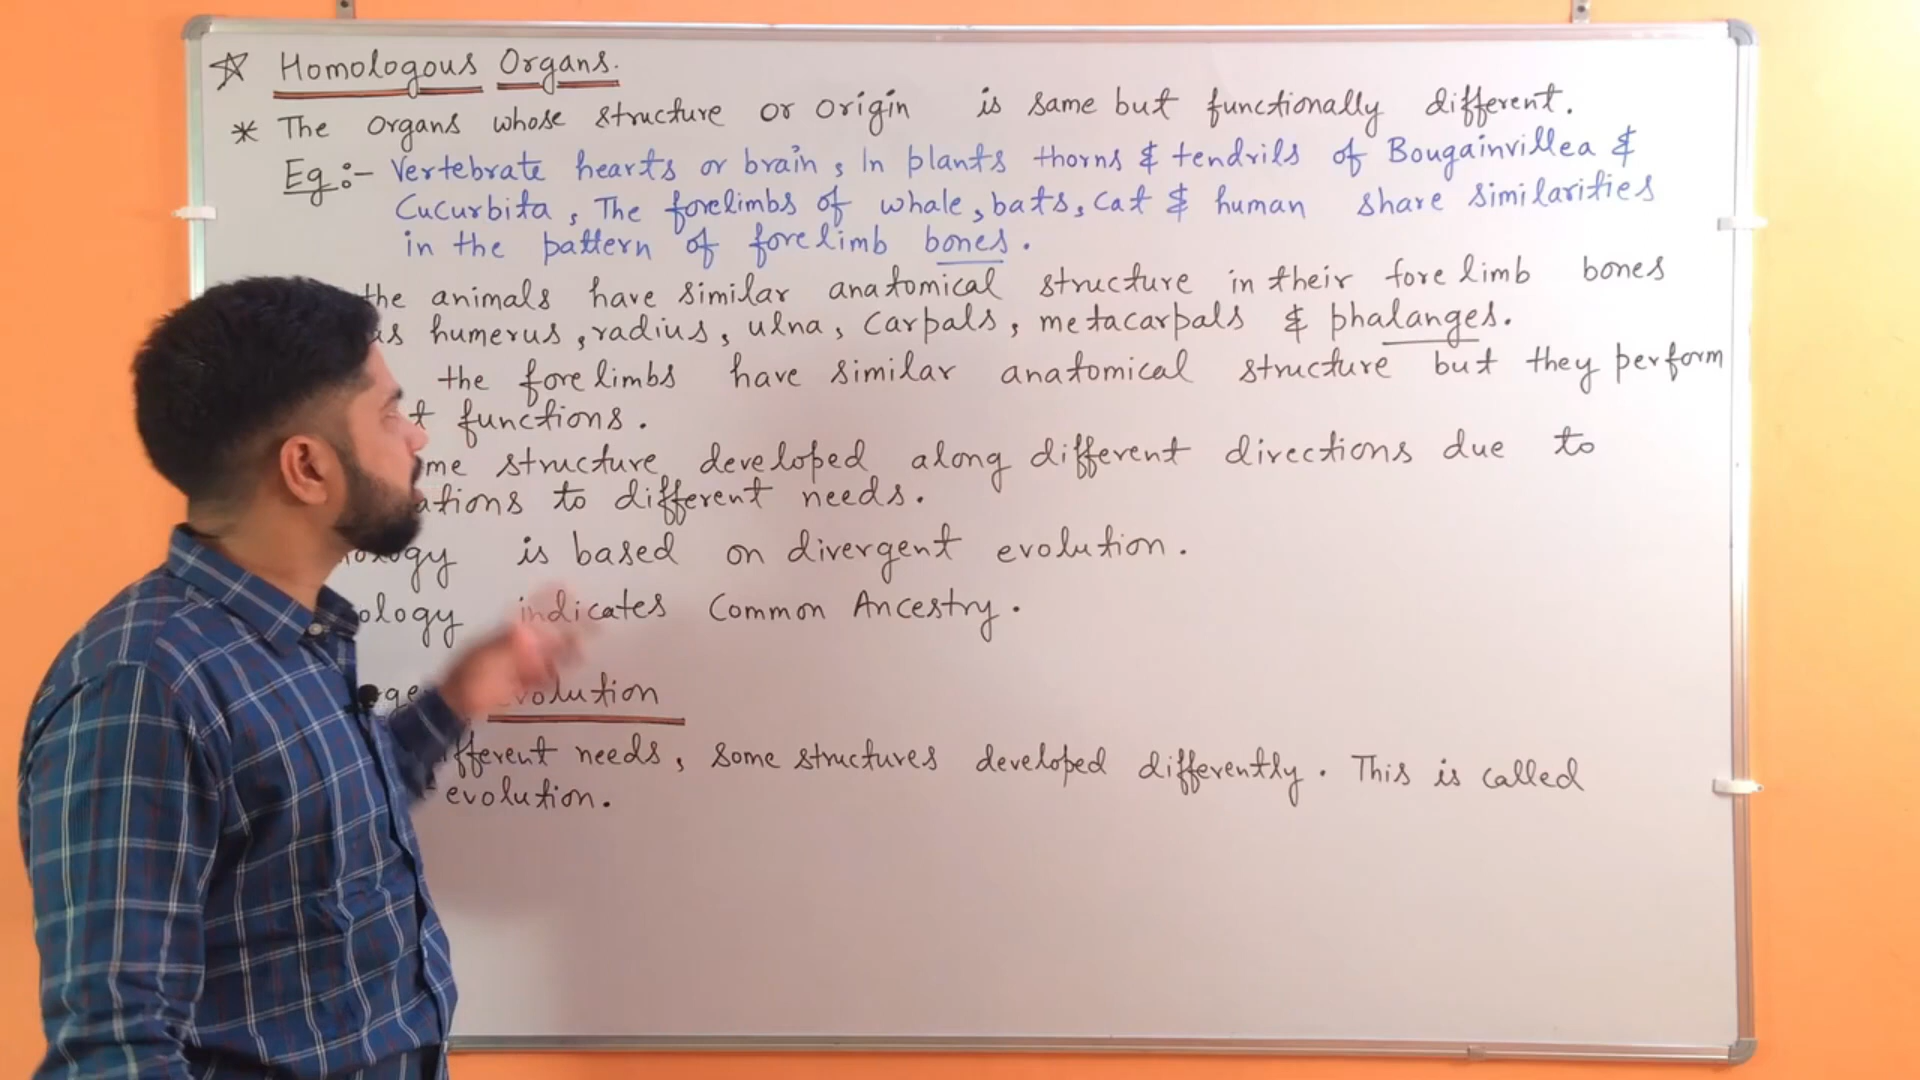 ☆ Homologous Organs.
* The Organs whose structure or origin is same but functionally different.
Eg:- Vertebrate hearts or brain, In plants thorns & tendrils of Bougainvillea &
Cucurbita, The forelimbs of whale, bats, cat & human share similarities
in the pattern of forelimb bones.
the animals have similar anatomical structure in their fore limb bones
as humerus, radius, ulna, Carpals, metacarpals & phalanges.
the forelimbs have similar anatomical structure but they perform
functions.
structure developed along different directions due to
to different needs.
is based on divergent evolution.
indicates Common Ancestry.
evolution
needs, some structures developed differently. This is called
evolution.